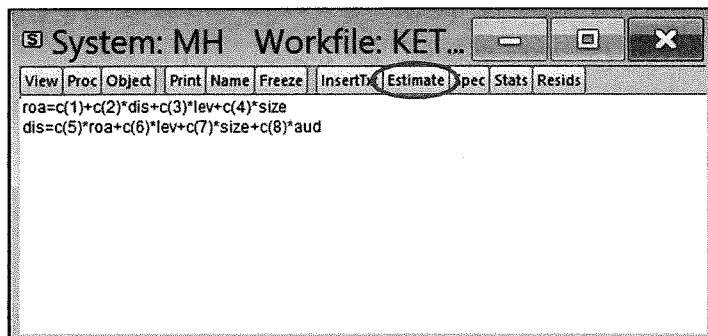 System: MH Workfile: KET...
View Proc Object Print Name Freeze InsertTxt Estimate Spec Stats Resids
roa=c(1)+c(2)*dis+c(3)*lev+c(4)*size
dis=c(5)*roa+c(6)*lev+c(7)*size+c(8)*aud